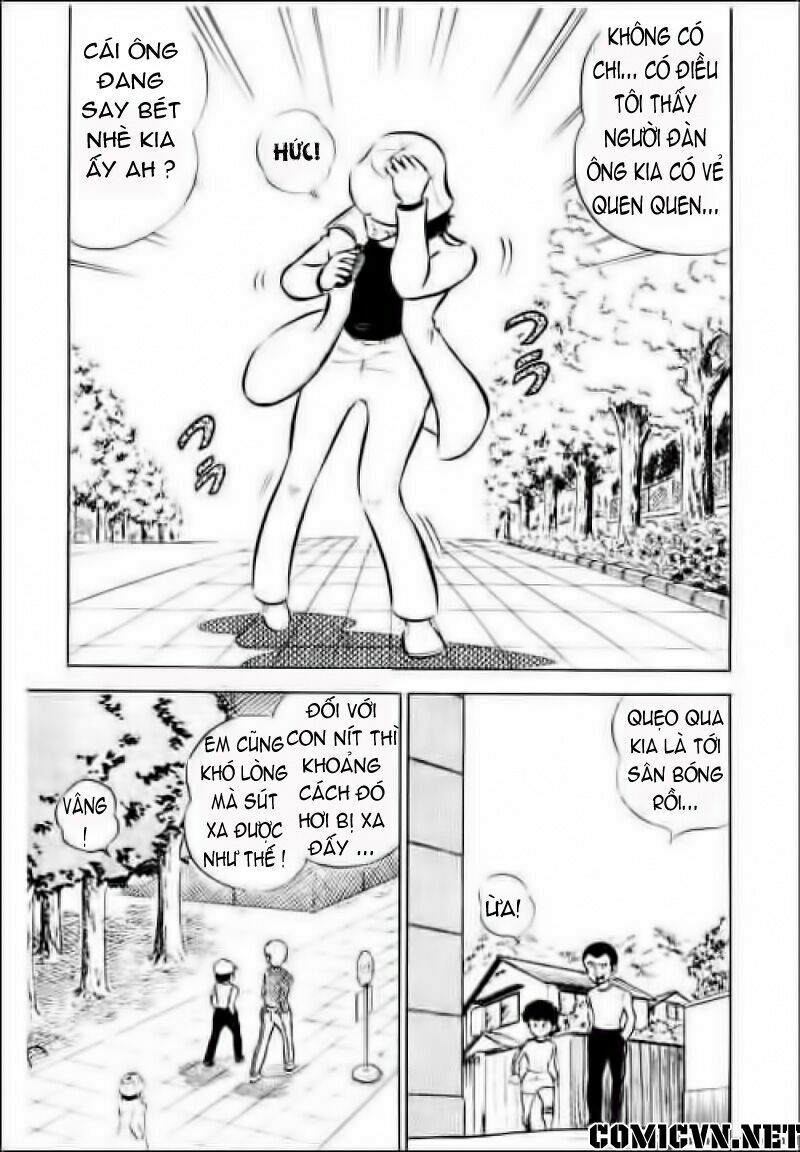 KHÔNG CÓ
CHI... CÓ ĐIỀU
TÔI THẤY
NGƯỜI ĐÀN
ÔNG KIA CÓ VẺ
QUEN QUEN...
CÁI ÔNG
ĐANG
SAY BÉT
NHÈ KIA
ẤY AH ?
HỨC!
ĐỐI VỚI
CON NÍT THÌ
KHOẢNG
CÁCH ĐÓ
HƠI BỊ XA
ĐẤY ...
EM CŨNG
KHÓ LÒNG
MÀ SÚT
XA ĐƯỢC
NHƯ THẾ !
VÂNG
!
QUẸO QUA
KIA LÀ TỚI
SÂN BÓNG
RỒI...
ỪA!
COMICVN.NET